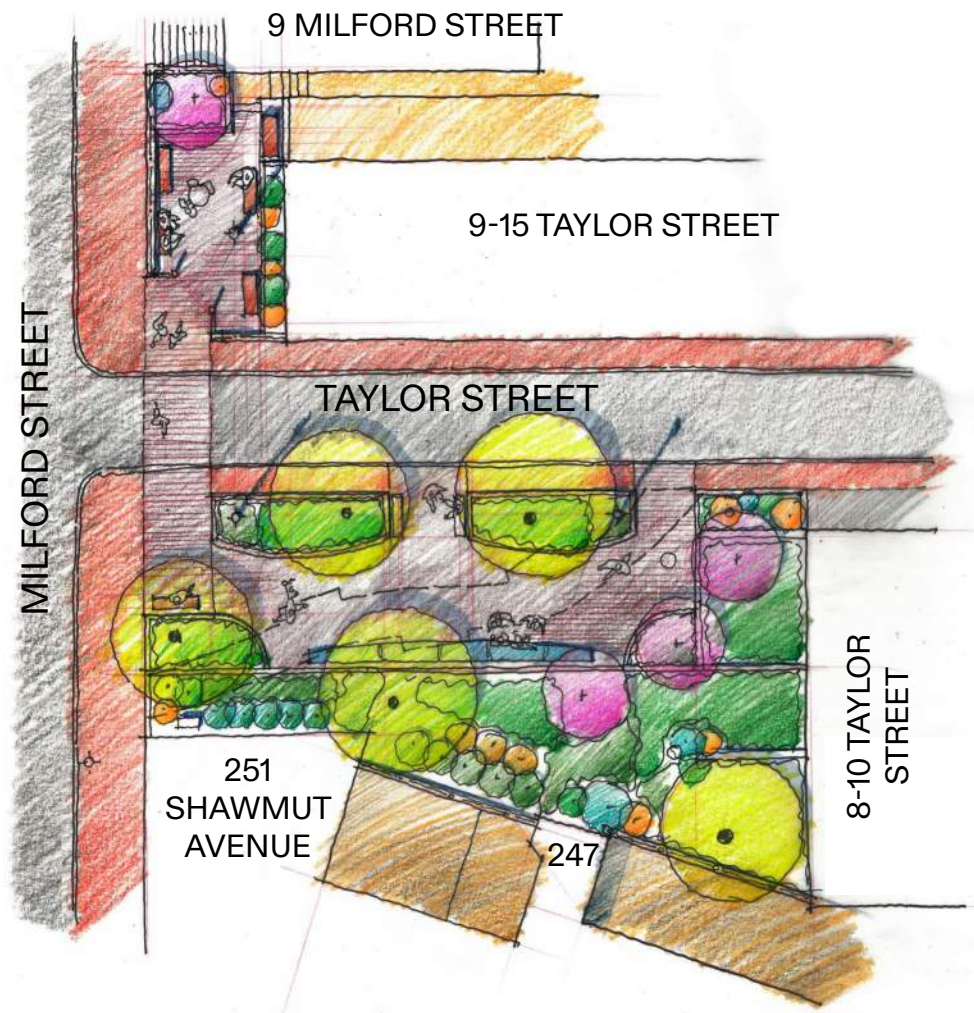 9 MILFORD STREET
9-15 TAYLOR STREET
MILFORD STREET
TAYLOR STREET
8-10 TAYLOR
STREET
251
SHAWMUT
AVENUE
247